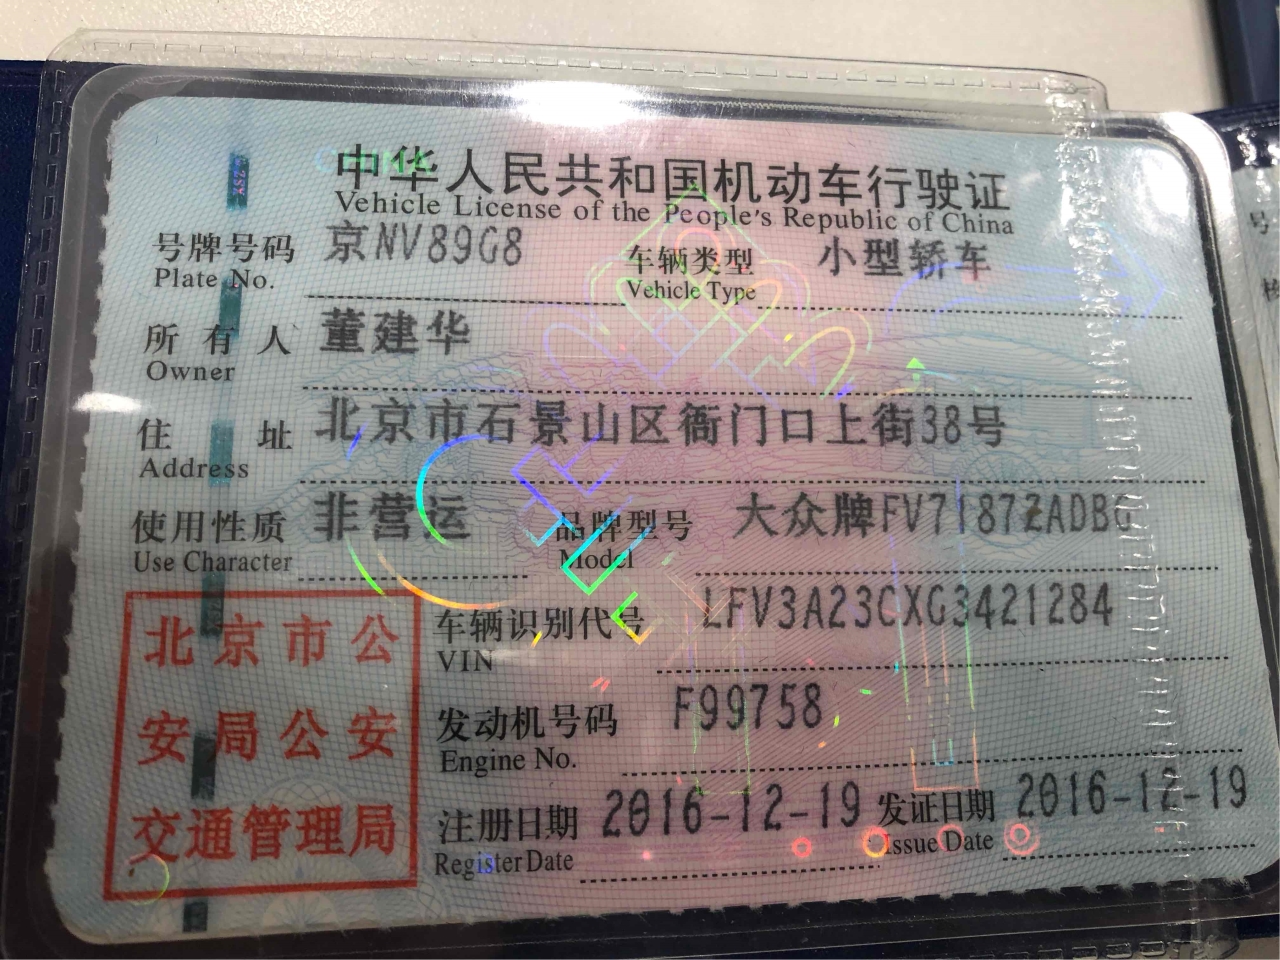 中华人民共和国机动车行驶证
Vehicle License of the People's Republic of China
号牌号码 京NV89G8 车辆类型 小型轿车
Plate No. Vehicle Type
所有人 董建华
Owner
住址 北京市石景山区衙门口上街38号
Address
使用性质 非营运 品牌型号 大众牌FV7187ZADBG
Use Character Model
车辆识别代号 LFV3A23CXG3421284
VIN
发动机号码 F99758
Engine No.
注册日期 2016-12-19 发证日期 2016-12-19
Register Date Issue Date
北京市公
安局公安
交通管理局